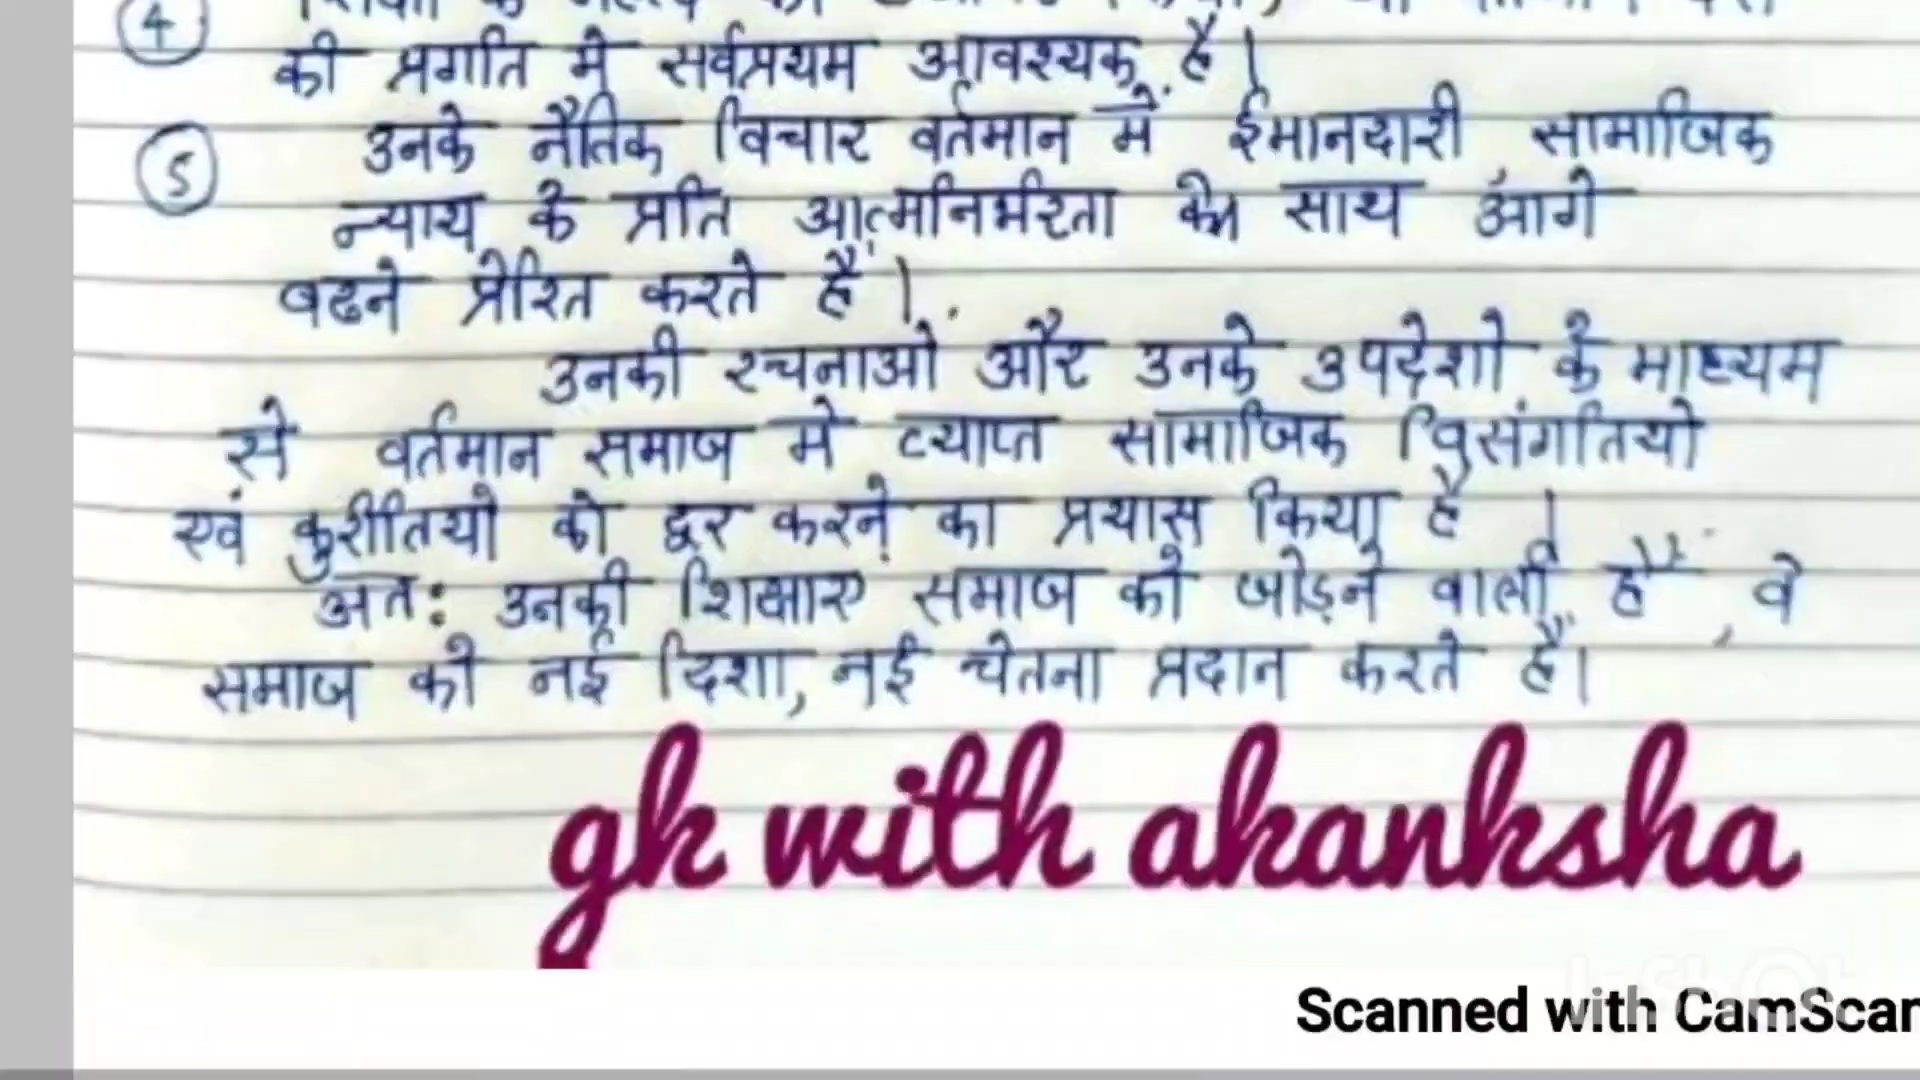 4
की प्रगति मे सर्वप्रथम आवश्यक है।
5 उनके नैतिक विचार वर्तमान में ईमानदारी सामाजिक
न्याय के प्रति आत्मनिर्भरता के साथ आगे
बढने प्रेरित करते हैं।
उनकी रचनाओं और उनके उपदेशो के माध्यम
से वर्तमान समाज मे व्याप्त सामाजिक विसंगतियो
एवं कुरीतियो को दूर करने का प्रयास किया है।
अतः उनकी शिक्षाए समाज को जोड़ने वाली हैं, वे
समाज को नई दिशा, नई चेतना प्रदान करते हैं।
gk with akanksha
Scanned with CamScan